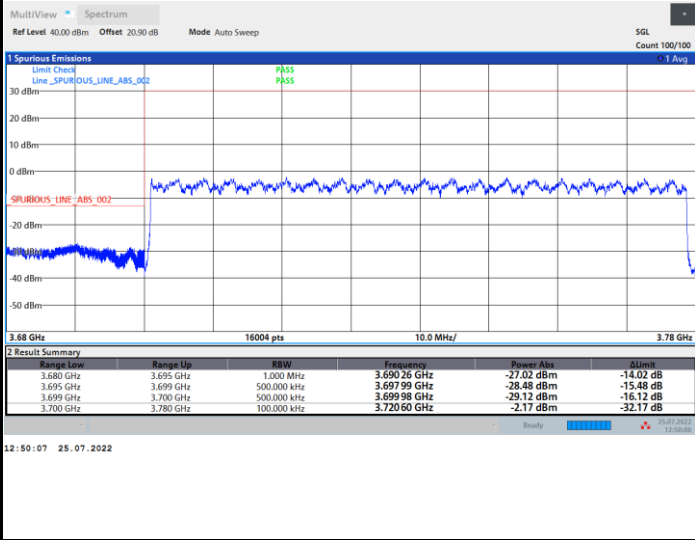 MultiView Spectrum
Ref Level 40.00 dBm Offset 20.90 dB Mode Auto Sweep SGL
Count 100/100
1 Spurious Emissions 1 Avg
Limit Check PASS
Line _SPURIOUS_LINE_ABS_002 PASS
30 dBm
20 dBm
10 dBm
0 dBm
_SPURIOUS_LINE_ABS_002
-20 dBm
-40 dBm
-50 dBm
3.68 GHz 16004 pts 10.0 MHz/ 3.78 GHz
2 Result Summary
Range Low Range Up RBW Frequency Power Abs ΔLimit
3.680 GHz 3.695 GHz 1.000 MHz 3.690 26 GHz -27.02 dBm -14.02 dB
3.695 GHz 3.699 GHz 500.000 kHz 3.697 99 GHz -28.48 dBm -15.48 dB
3.699 GHz 3.700 GHz 500.000 kHz 3.699 98 GHz -29.12 dBm -16.12 dB
3.700 GHz 3.780 GHz 100.000 kHz 3.720 60 GHz -2.17 dBm -32.17 dB
Ready 25.07.2022
12:50:06
12:50:07 25.07.2022